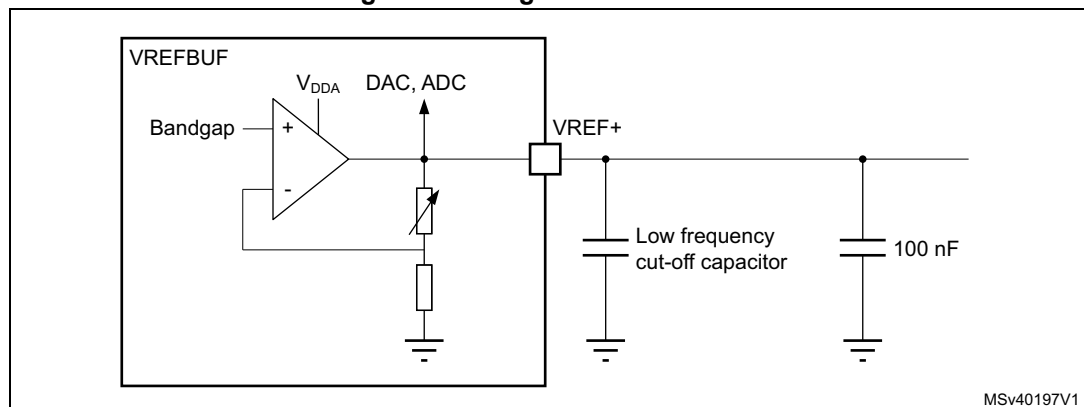 VREFBUF
VDDA
DAC, ADC
Bandgap
VREF+
+
-
Low frequency
cut-off capacitor
100 nF
MSv40197V1